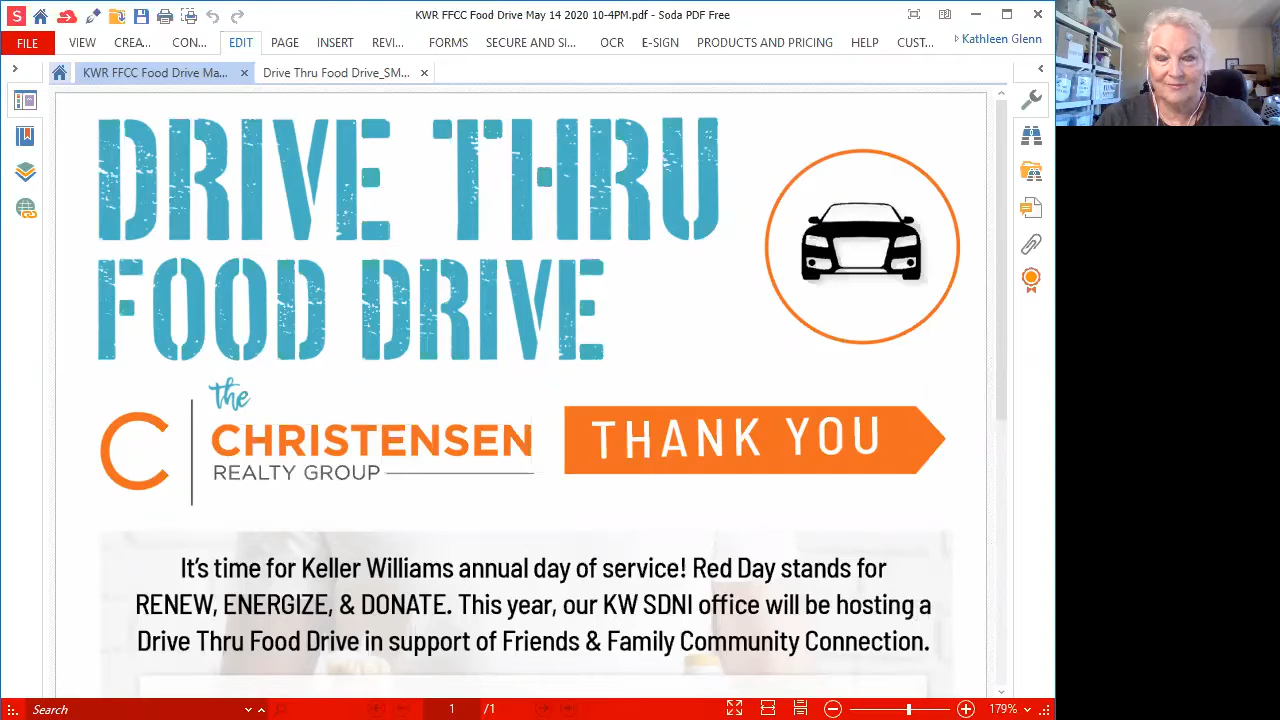 KWR FFCC Food Drive May 14 2020 10-4PM.pdf - Soda PDF Free
FILE VIEW CREA... CON... EDIT PAGE INSERT REVI... FORMS SECURE AND SI... OCR E-SIGN PRODUCTS AND PRICING HELP CUST... Kathleen Glenn
KWR FFCC Food Drive Ma... Drive Thru Food Drive_SM...
DRIVE THRU
FOOD DRIVE
the
C CHRISTENSEN
REALTY GROUP
THANK YOU
It's time for Keller Williams annual day of service! Red Day stands for
RENEW, ENERGIZE, & DONATE. This year, our KW SDNI office will be hosting a
Drive Thru Food Drive in support of Friends & Family Community Connection.
Search 1 /1 179%